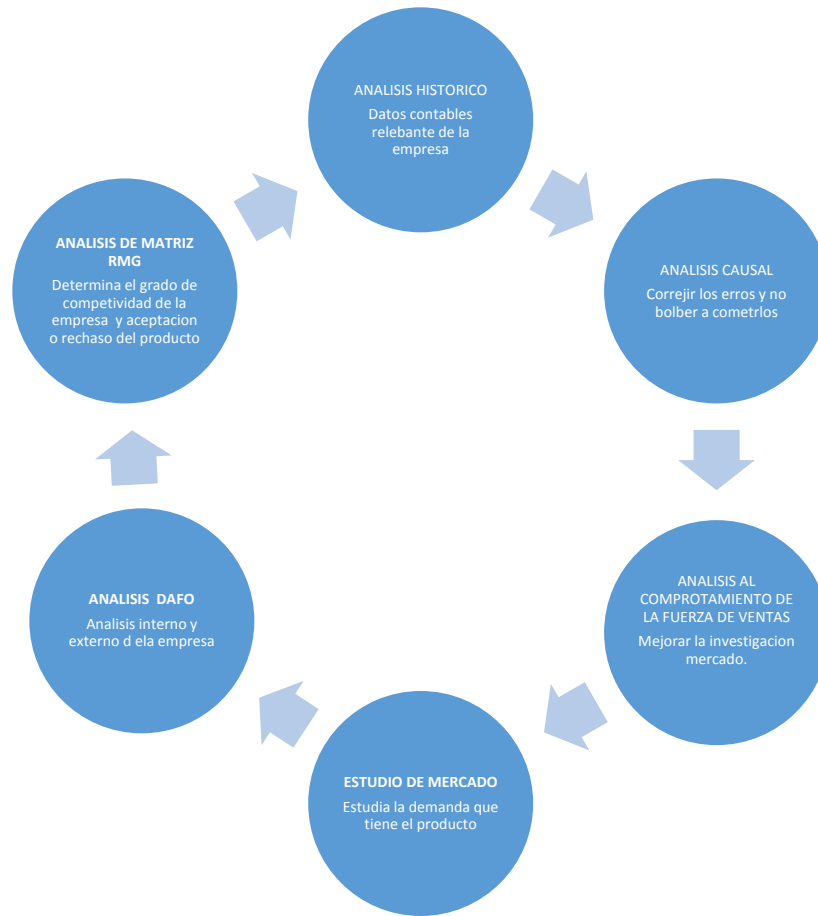 ANALISIS HISTORICO
Datos contables
relebante de la
empresa
ANALISIS CAUSAL
Correjir los erros y no
bolber a cometrlos
ANALISIS AL
COMPROTAMIENTO DE
LA FUERZA DE VENTAS
Mejorar la investigacion
mercado.
ESTUDIO DE MERCADO
Estudia la demanda que
tiene el producto
ANALISIS DAFO
Analisis interno y
externo d ela empresa
ANALISIS DE MATRIZ
RMG
Determina el grado de
competividad de la
empresa y aceptacion
o rechaso del producto